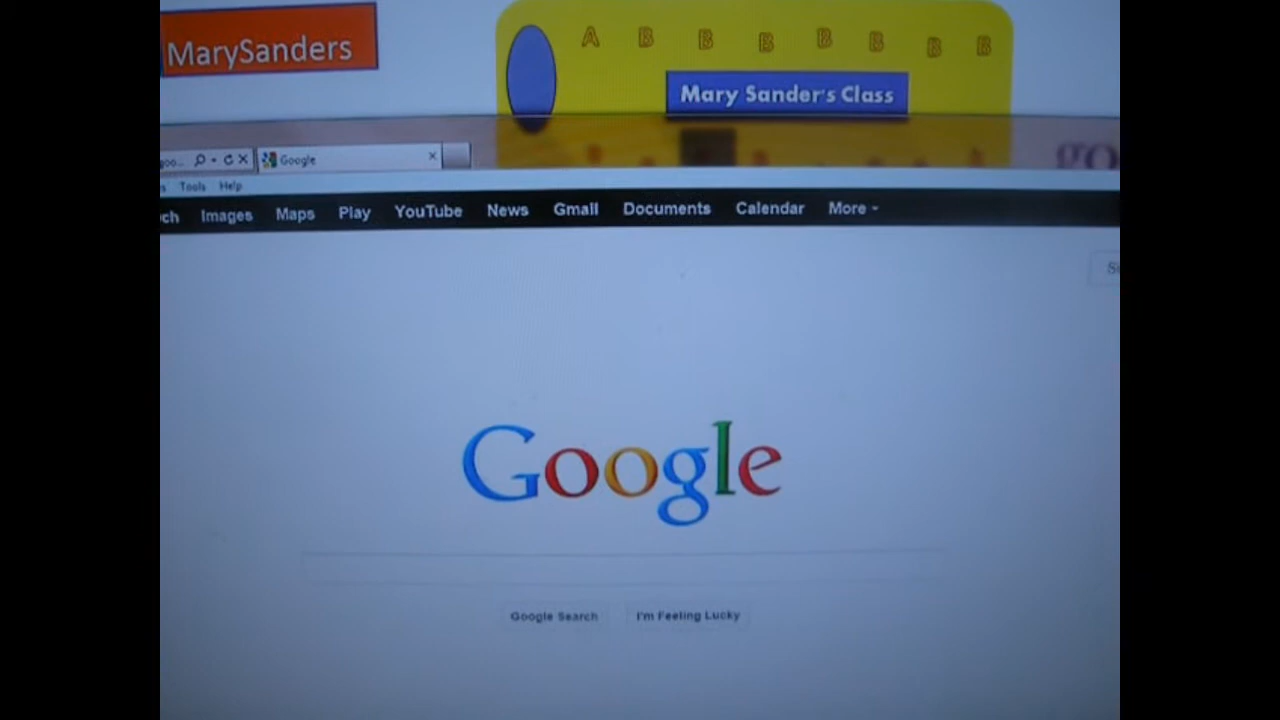 MarySanders
A B B B B B B B
Mary Sander's Class
Google
Tools Help
Images Maps Play YouTube News Gmail Documents Calendar More
Google
Google Search I'm Feeling Lucky